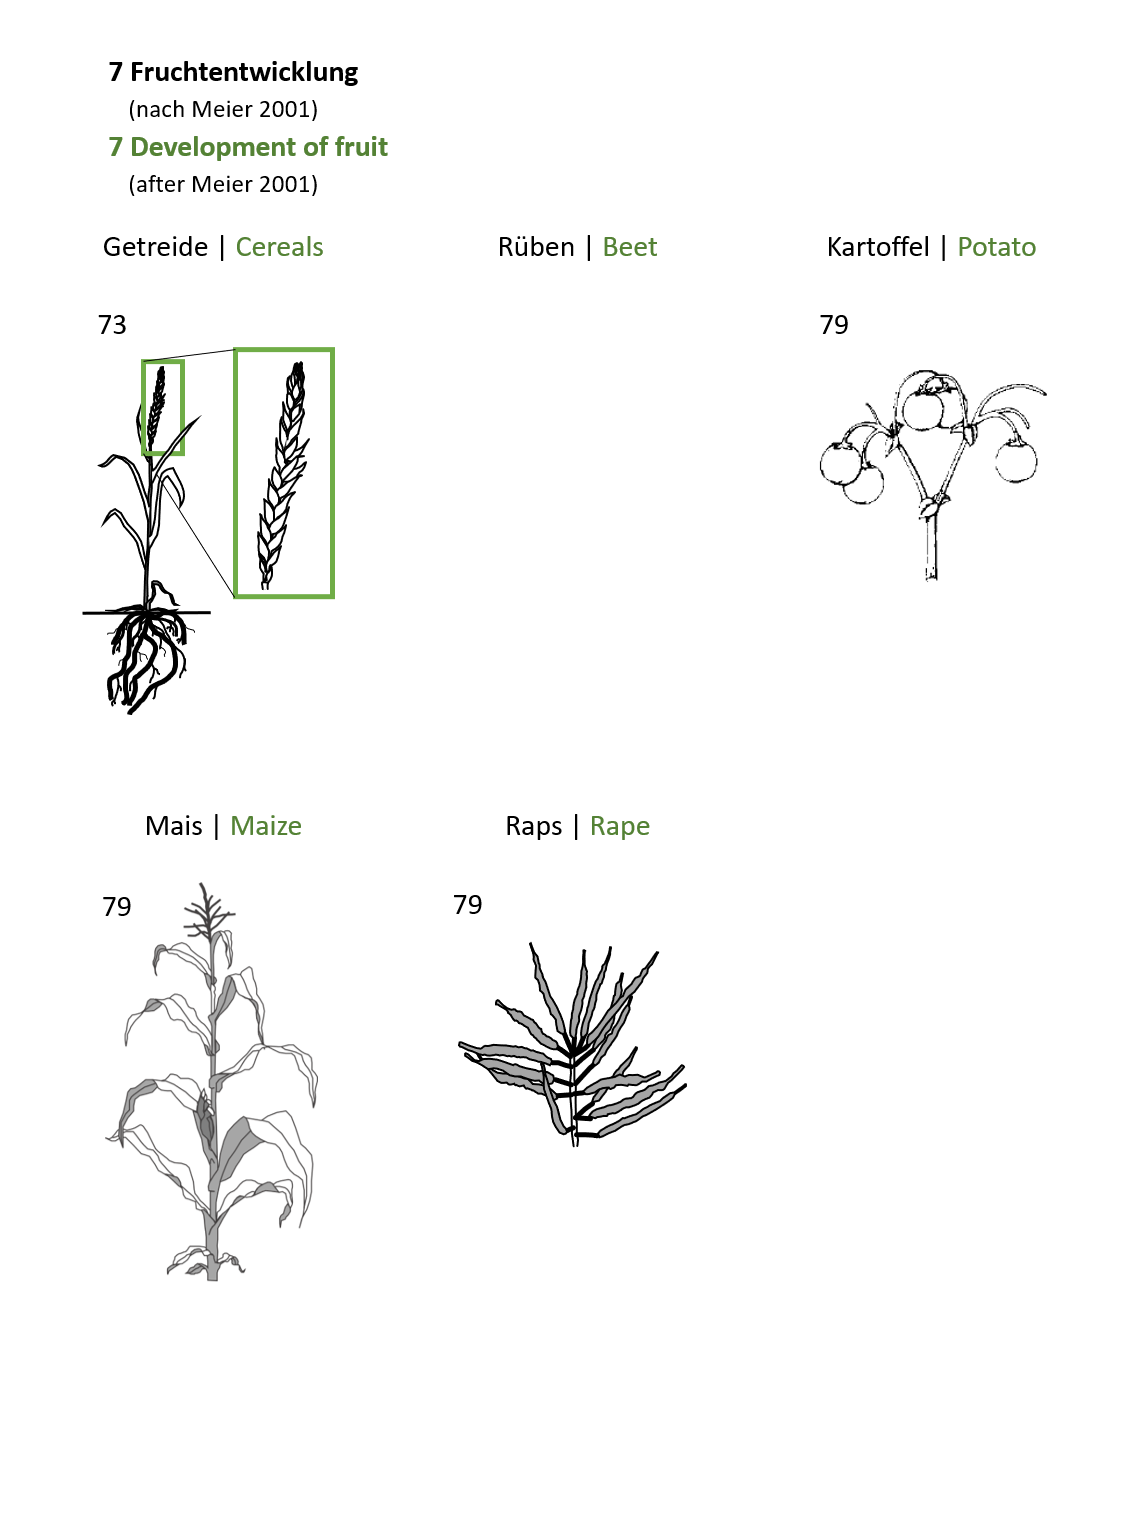 7 Fruchtentwicklung
(nach Meier 2001)
7 Development of fruit
(after Meier 2001)
Getreide | Cereals
Rüben | Beet
Kartoffel | Potato
73
79
Mais | Maize
Raps | Rape
79
79